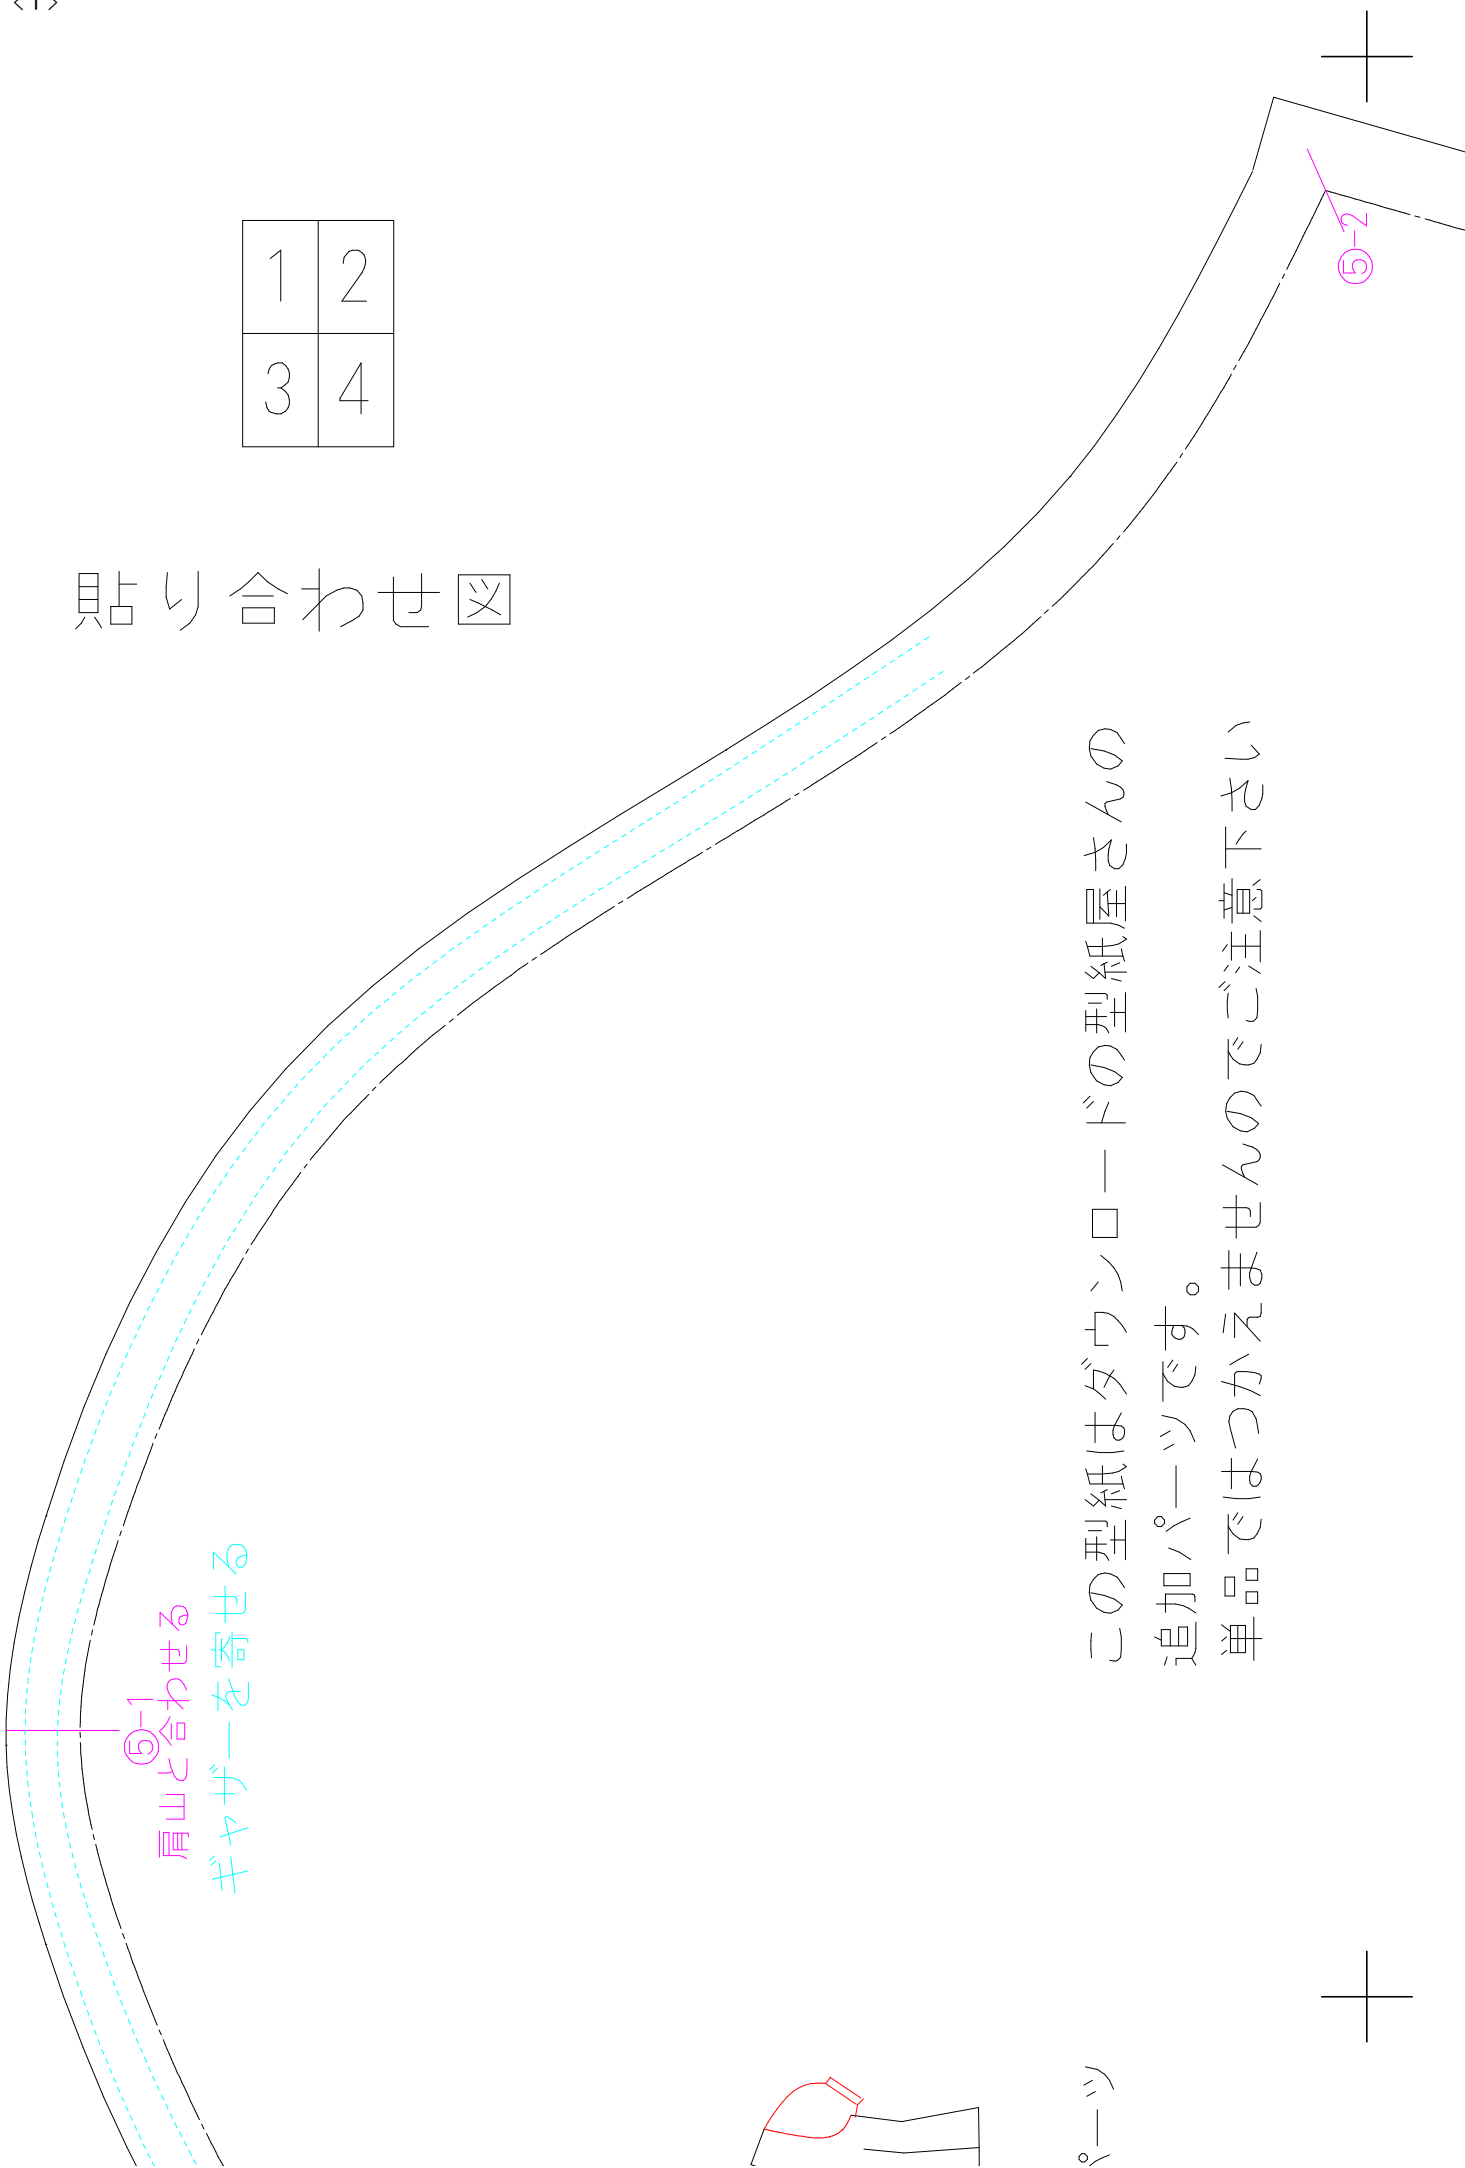 1 2
3 4
貼り合わせ図
⑤-2
この型紙はダウンロードの型紙屋さんの
追加パーツです。
単品ではつかえませんのでご注意下さい
⑤-1
肩山と合わせる
ギャザーを寄せる
パーツ